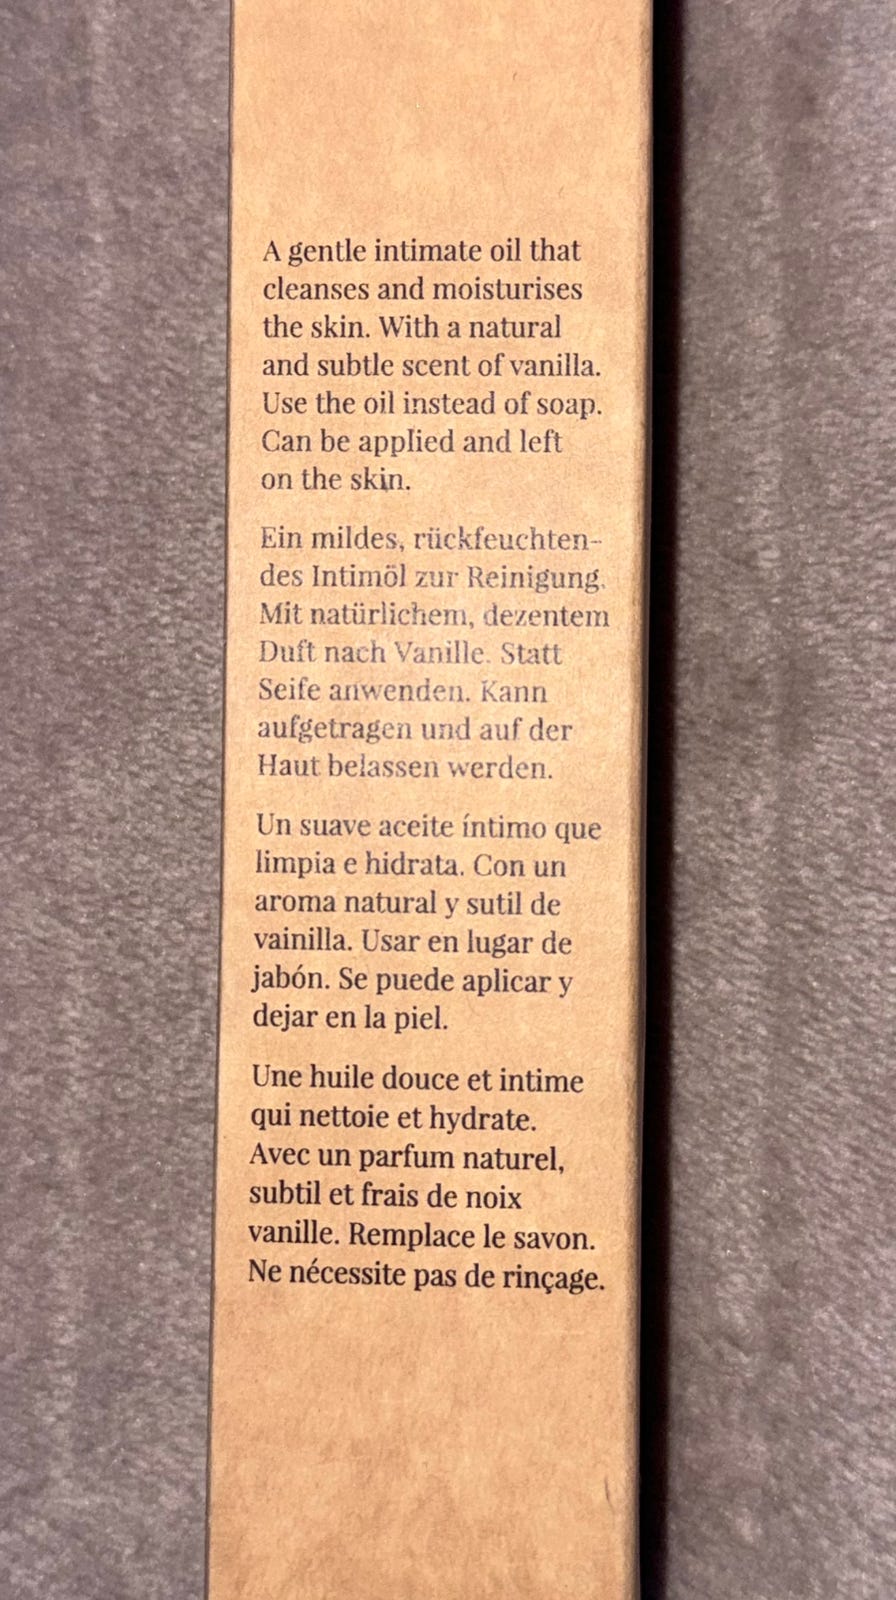 A gentle intimate oil that
cleanses and moisturises
the skin. With a natural
and subtle scent of vanilla.
Use the oil instead of soap.
Can be applied and left
on the skin.
Ein mildes, rückfeuchten-
des Intimöl zur Reinigung.
Mit natürlichem, dezentem
Duft nach Vanille. Statt
Seife anwenden. Kann
aufgetragen und auf der
Haut belassen werden.
Un suave aceite íntimo que
limpia e hidrata. Con un
aroma natural y sutil de
vainilla. Usar en lugar de
jabón. Se puede aplicar y
dejar en la piel.
Une huile douce et intime
qui nettoie et hydrate.
Avec un parfum naturel,
subtil et frais de noix
vanille. Remplace le savon.
Ne nécessite pas de rinçage.